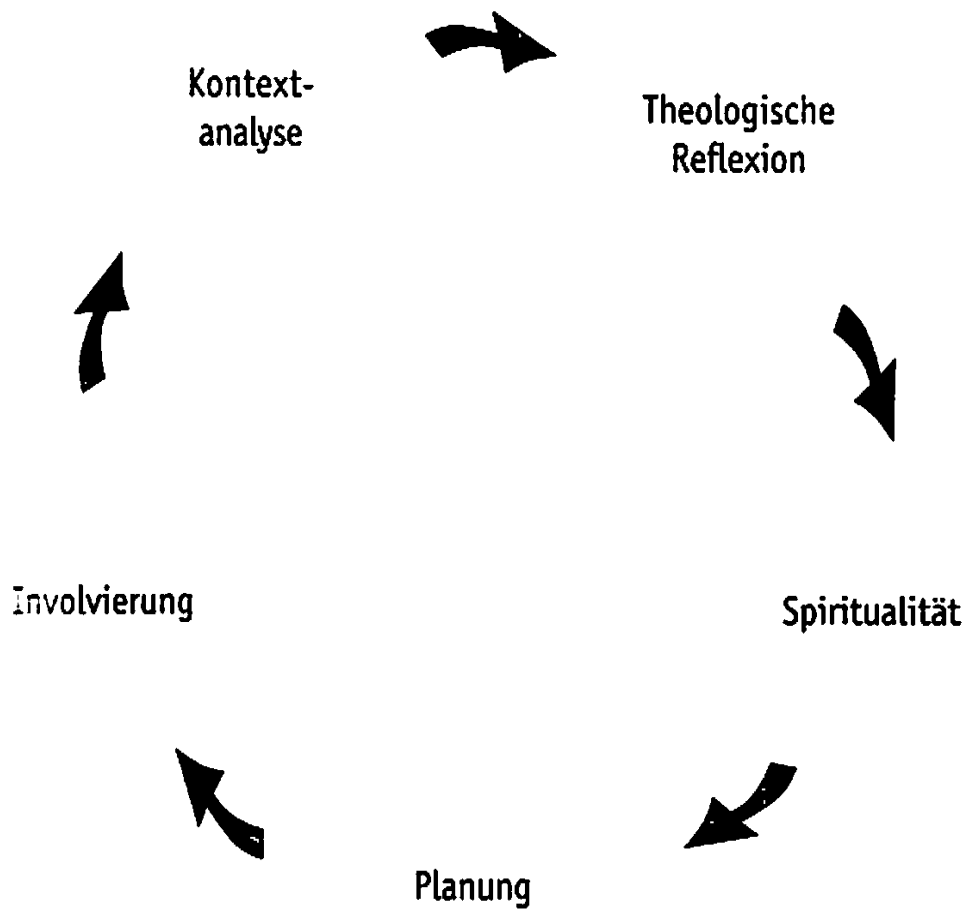 Kontext-
analyse
Theologische
Reflexion
Involvierung
Spiritualität
Planung